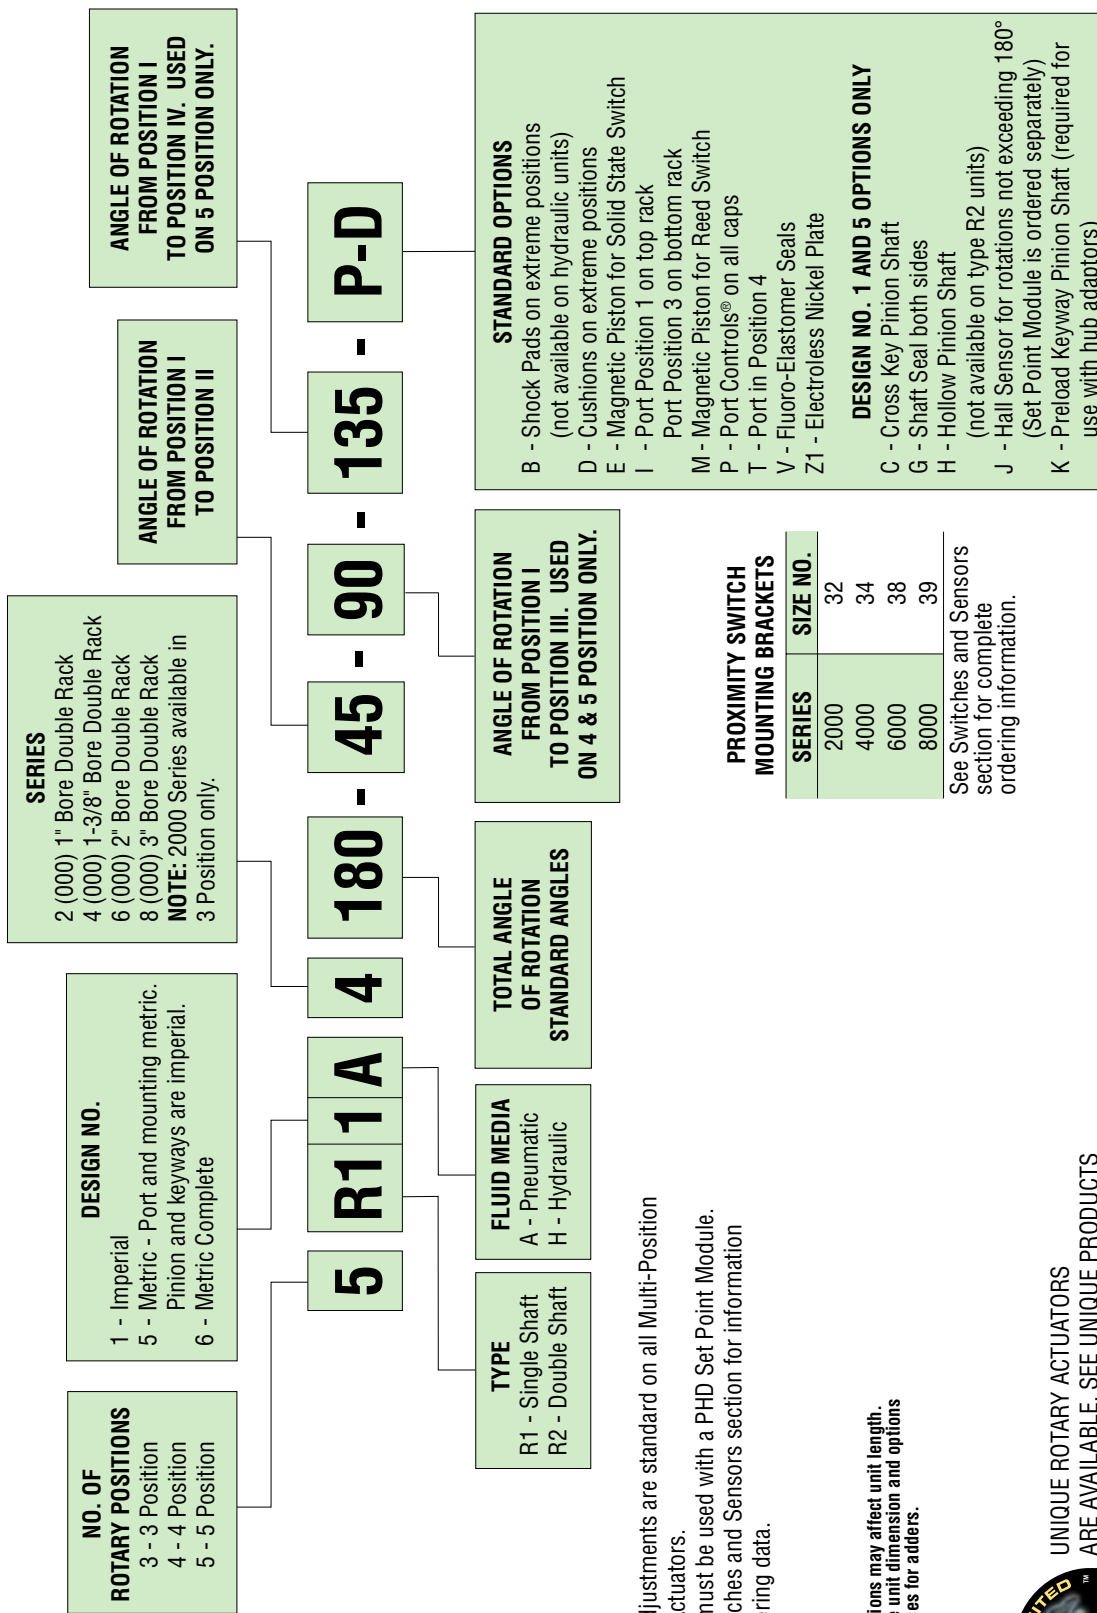 NO. OF
ROTARY POSITIONS
3 - 3 Position
4 - 4 Position
5 - 5 Position
DESIGN NO.
1 - Imperial
5 - Metric - Port and mounting metric.
Pinion and keyways are imperial.
6 - Metric Complete
SERIES
2 (000) 1" Bore Double Rack
4 (000) 1-3/8" Bore Double Rack
6 (000) 2" Bore Double Rack
8 (000) 3" Bore Double Rack
NOTE: 2000 Series available in
3 Position only.
ANGLE OF ROTATION
FROM POSITION I
TO POSITION II
ANGLE OF ROTATION
FROM POSITION I
TO POSITION IV. USED
ON 5 POSITION ONLY.
5 R1 1 A 4 180 - 45 - 90 - 135 - P-D
TYPE
R1 - Single Shaft
R2 - Double Shaft
FLUID MEDIA
A - Pneumatic
H - Hydraulic
TOTAL ANGLE
OF ROTATION
STANDARD ANGLES
ANGLE OF ROTATION
FROM POSITION I
TO POSITION III. USED
ON 4 & 5 POSITION ONLY.
STANDARD OPTIONS
B - Shock Pads on extreme positions
(not available on hydraulic units)
D - Cushions on extreme positions
E - Magnetic Piston for Solid State Switch
I - Port Position 1 on top rack
Port Position 3 on bottom rack
M - Magnetic Piston for Reed Switch
P - Port Controls® on all caps
T - Port in Position 4
V - Fluoro-Elastomer Seals
Z1 - Electroless Nickel Plate
DESIGN NO. 1 AND 5 OPTIONS ONLY
C - Cross Key Pinion Shaft
G - Shaft Seal both sides
H - Hollow Pinion Shaft
(not available on type R2 units)
J - Hall Sensor for rotations not exceeding 180°
(Set Point Module is ordered separately)
K - Preload Keyway Pinion Shaft (required for
use with hub adaptors)
PROXIMITY SWITCH
MOUNTING BRACKETS
SERIES SIZE NO.
2000 32
4000 34
6000 38
8000 39
See Switches and Sensors
section for complete
ordering information.
djustments are standard on all Multi-Position
ctuators.
must be used with a PHD Set Point Module.
ches and Sensors section for information
ering data.
ions may affect unit length.
e unit dimension and options
es for adders.
UNIQUE ROTARY ACTUATORS
ARE AVAILABLE. SEE UNIQUE PRODUCTS
ITED ™